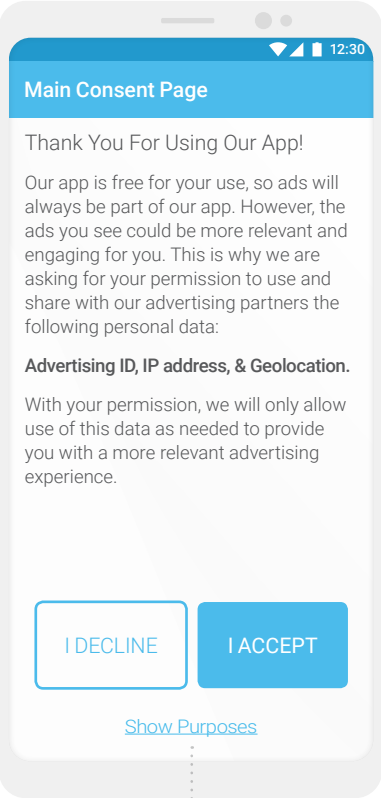 12:30
Main Consent Page
Thank You For Using Our App!
Our app is free for your use, so ads will
always be part of our app. However, the
ads you see could be more relevant and
engaging for you. This is why we are
asking for your permission to use and
share with our advertising partners the
following personal data:
Advertising ID, IP address, & Geolocation.
With your permission, we will only allow
use of this data as needed to provide
you with a more relevant advertising
experience.
I DECLINE
I ACCEPT
Show Purposes